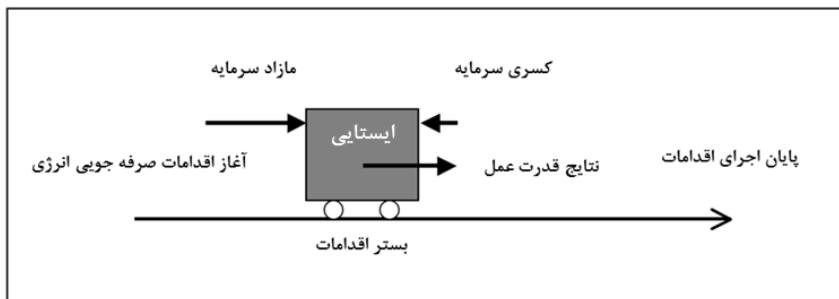 مازاد سرمایه
کسری سرمایه
ایستایی
آغاز اقدامات صرفه جویی انرژی
نتایج قدرت عمل
پایان اجرای اقدامات
بستر اقدامات